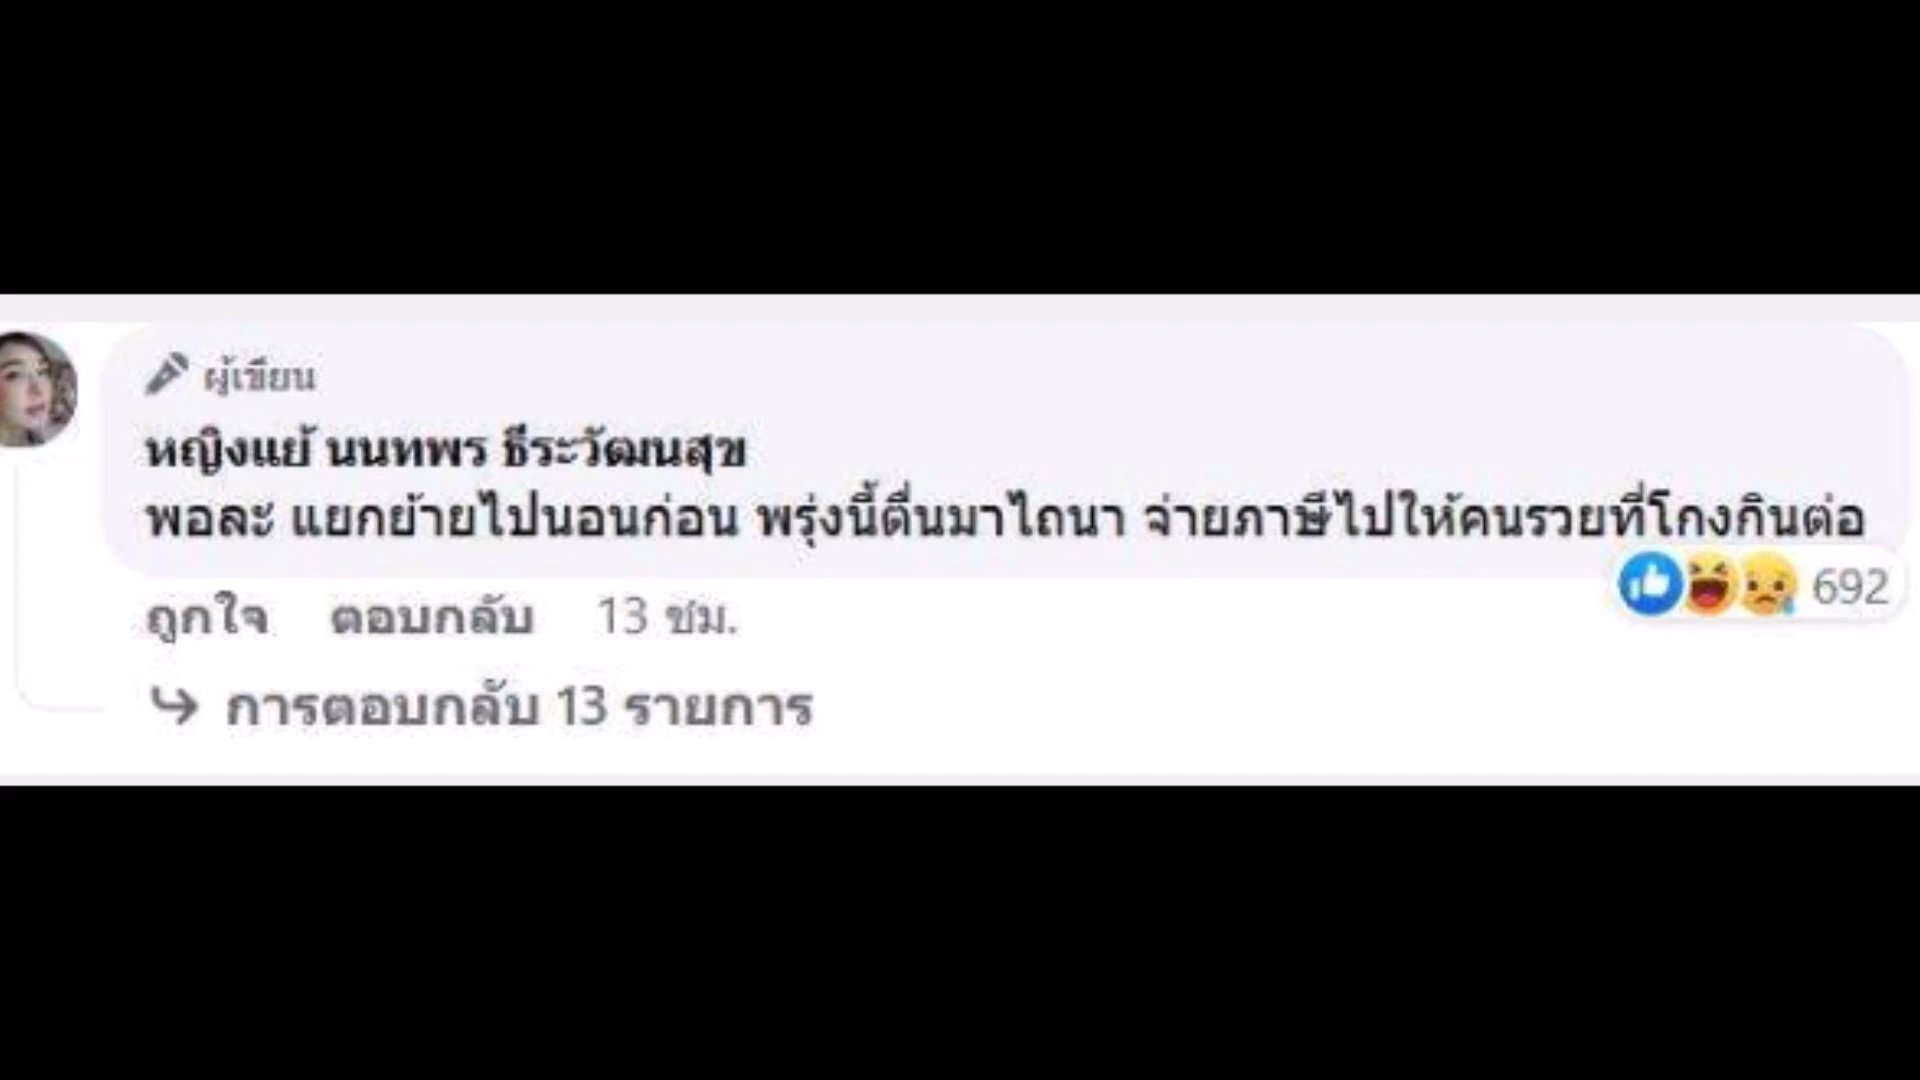 ผู้เขียน
หญิงแย้ นนทพร ธีระวัฒนสุข
พอละ แยกย้ายไปนอนก่อน พรุ่งนี้ตื่นมาไถนา จ่ายภาษีไปให้คนรวยที่โกงกินต่อ
692
ถูกใจ ตอบกลับ 13 ชม.
การตอบกลับ 13 รายการ